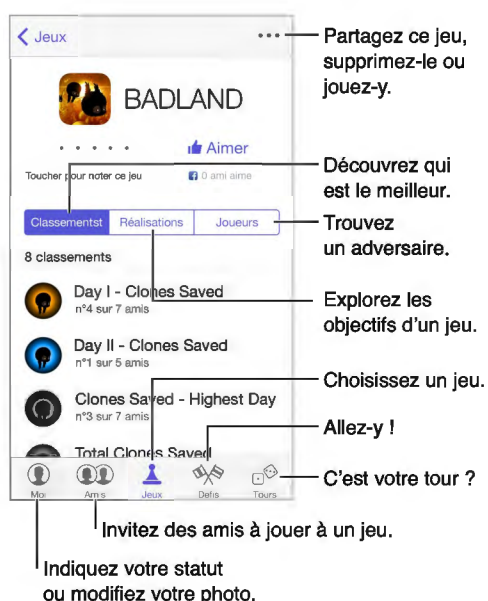 Jeux
Partagez ce jeu,
supprimez-le ou
jouez-y.
BADLAND
Aimer
Toucher pour noter ce jeu
0 ami aime
Découvrez qui
est le meilleur.
Classementst Réalisations Joueurs
Trouvez
un adversaire.
8 classements
Day I - Clones Saved
n°4 sur 7 amis
Explorez les
objectifs d'un jeu.
Day II - Clones Saved
n°1 sur 5 amis
Choisissez un jeu.
Clones Saved - Highest Day
n°3 sur 7 amis
Allez-y !
Total Clones Saved
C'est votre tour ?
Moi Amis Jeux Défis Tours
Invitez des amis à jouer à un jeu.
Indiquez votre statut
ou modifiez votre photo.